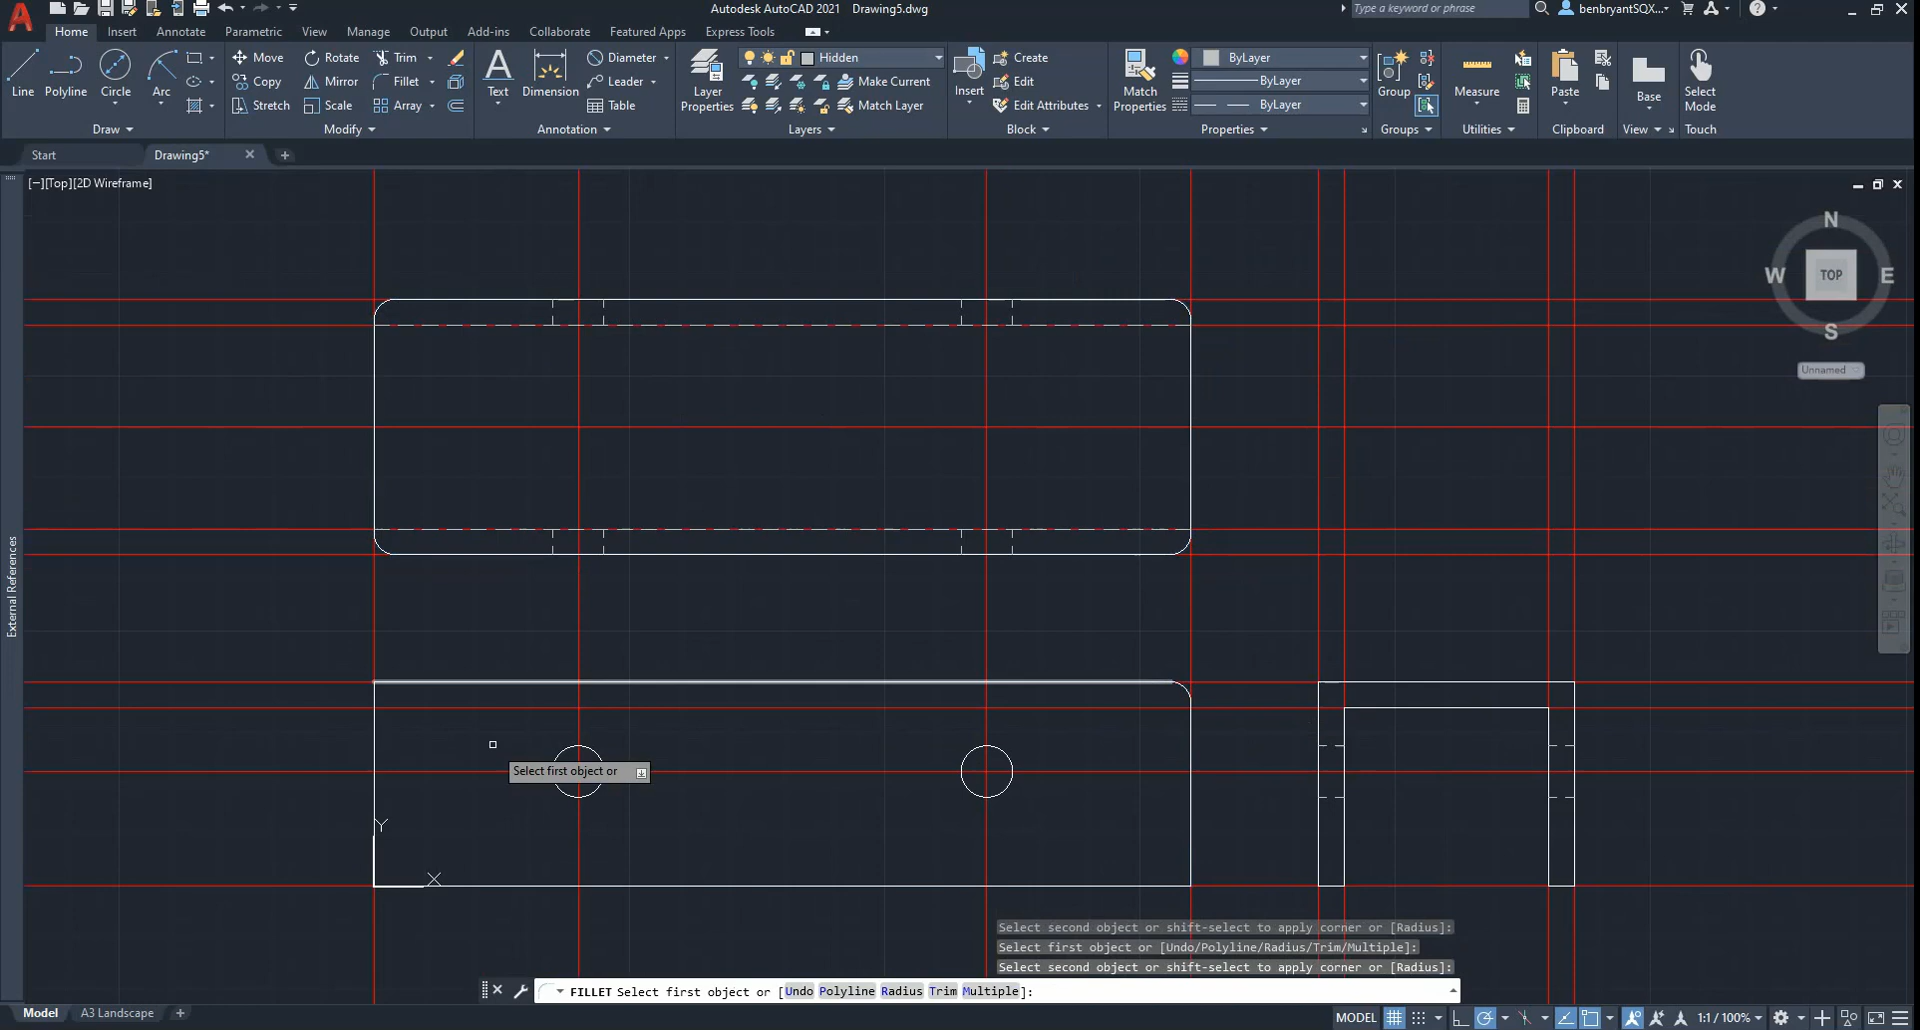 Autodesk AutoCAD 2021 Drawing5.dwg
Type a keyword or phrase
benbryantSQX...
Home Insert Annotate Parametric View Manage Output Add-ins Collaborate Featured Apps Express Tools
Line
Polyline
Circle
Arc
Draw
Move Rotate Trim
Copy Mirror Fillet
Stretch Scale Array
Modify
Text
Dimension
Diameter
Leader
Table
Annotation
Layer
Properties
Hidden
Make Current
Match Layer
Layers
Insert
Create
Edit
Edit Attributes
Block
Match
Properties
ByLayer
ByLayer
ByLayer
Properties
Group
Groups
Measure
Utilities
Paste
Clipboard
Base
View
Select
Mode
Touch
Start Drawing5*
[−][Top][2D Wireframe]
N
W TOP E
S
Unnamed
External References
Select first object or
Y
X
Select second object or shift-select to apply corner or [Radius]:
Select first object or [Undo/Polyline/Radius/Trim/Multiple]:
Select second object or shift-select to apply corner or [Radius]:
FILLET Select first object or [Undo Polyline Radius Trim Multiple]:
Model A3 Landscape
MODEL
1:1 / 100%